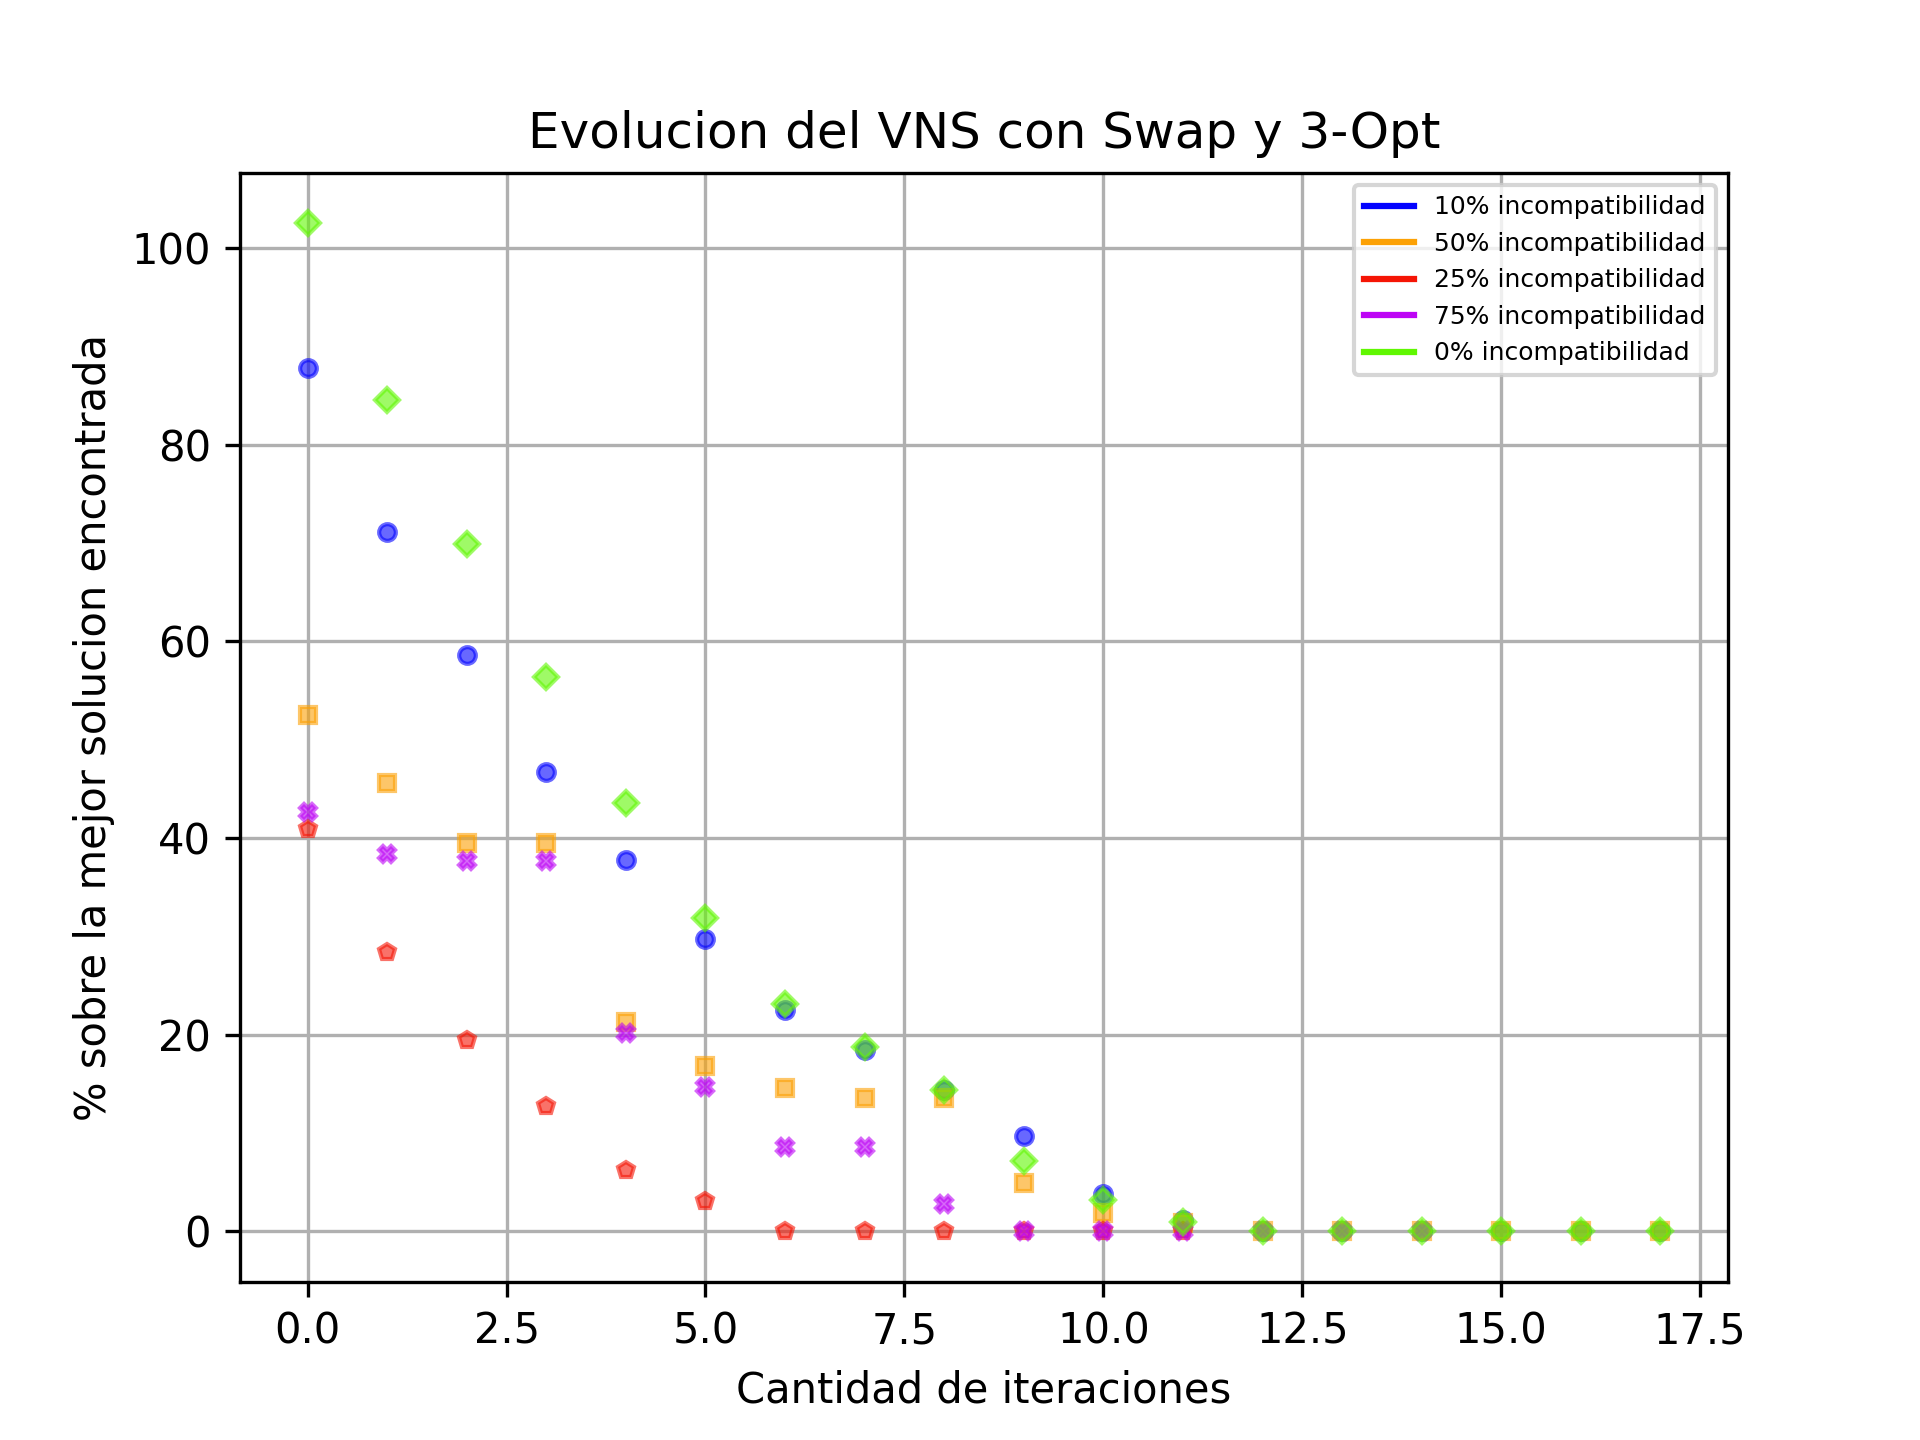 Evolucion del VNS con Swap y 3-Opt
10% incompatibilidad
50% incompatibilidad
25% incompatibilidad
75% incompatibilidad
0% incompatibilidad
% sobre la mejor solucion encontrada
100
80
60
40
20
0
0.0 2.5 5.0 7.5 10.0 12.5 15.0 17.5
Cantidad de iteraciones